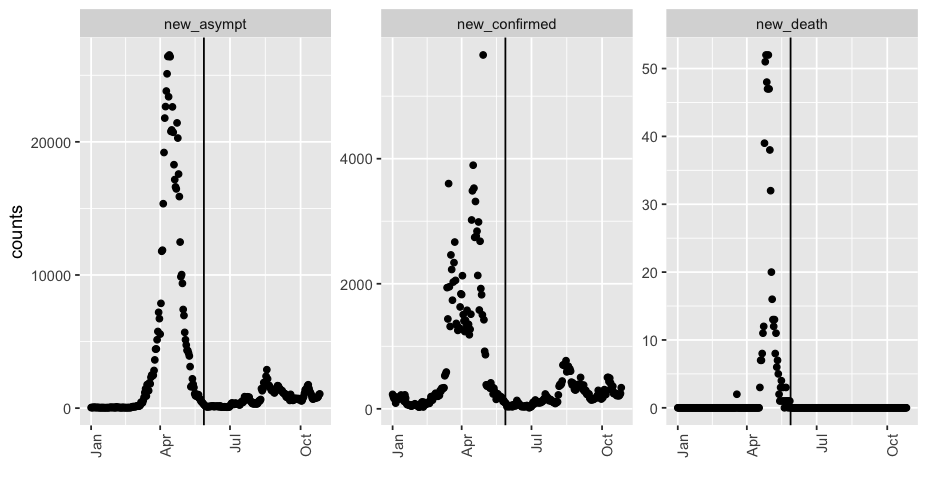 new_asympt
new_confirmed
new_death
counts
20000
10000
0
4000
2000
0
50
40
30
20
10
0
Jan
Apr
Jul
Oct
Jan
Apr
Jul
Oct
Jan
Apr
Jul
Oct